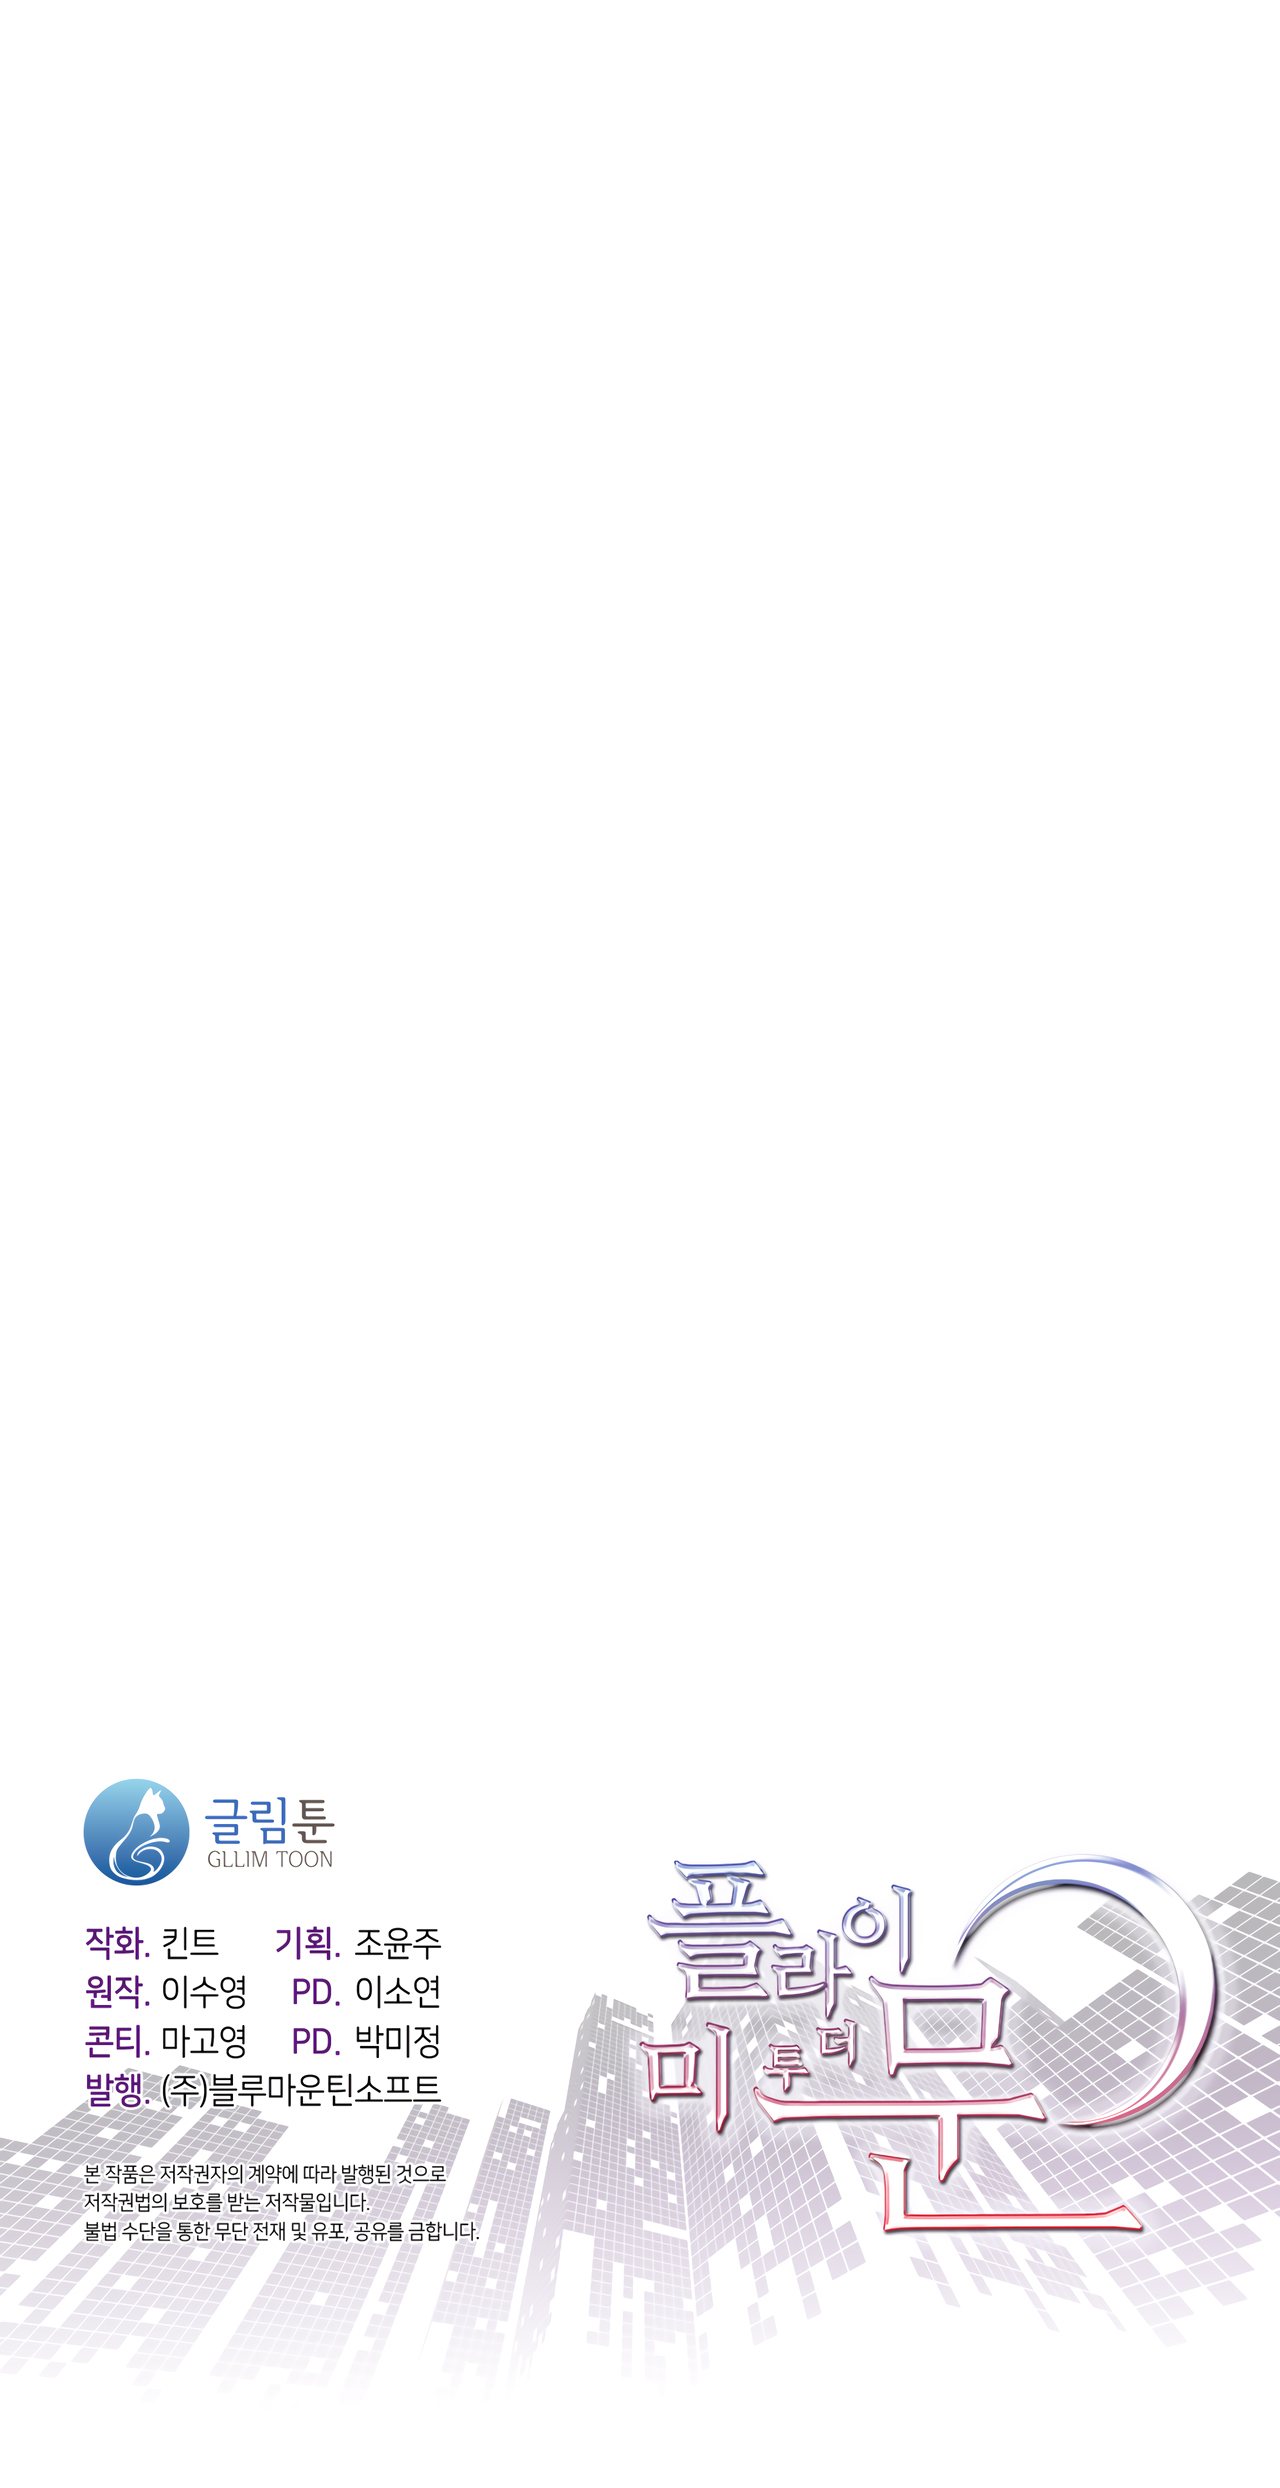 글림툰
GLLIM TOON
작화. 킨트 기획. 조윤주
원작. 이수영 PD. 이소연
콘티. 마고영 PD. 박미정
발행. (주)블루마운틴소프트
본 작품은 저작권자의 계약에 따라 발행된 것으로
저작권법의 보호를 받는 저작물입니다.
불법 수단을 통한 무단 전재 및 유포, 공유를 금합니다.
플라이
미 투 더 문